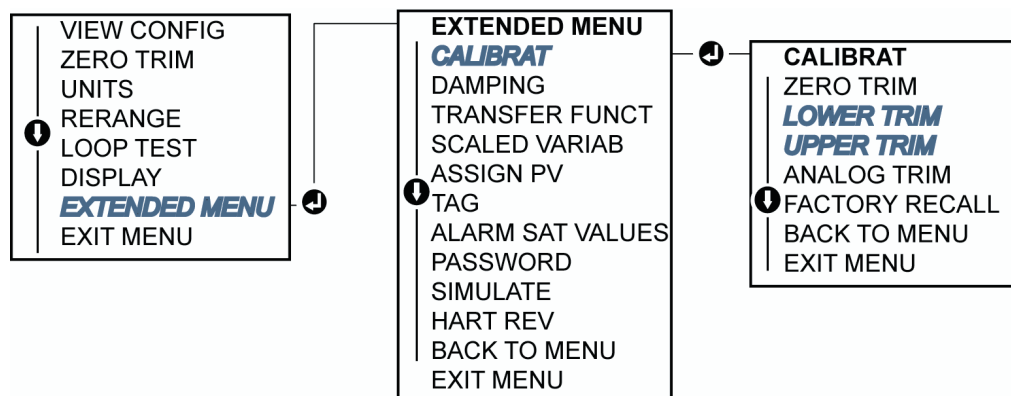 VIEW CONFIG
ZERO TRIM
UNITS
RERANGE
LOOP TEST
DISPLAY
EXTENDED MENU
EXIT MENU
EXTENDED MENU
CALIBRAT
DAMPING
TRANSFER FUNCT
SCALED VARIAB
ASSIGN PV
TAG
ALARM SAT VALUES
PASSWORD
SIMULATE
HART REV
BACK TO MENU
EXIT MENU
CALIBRAT
ZERO TRIM
LOWER TRIM
UPPER TRIM
ANALOG TRIM
FACTORY RECALL
BACK TO MENU
EXIT MENU